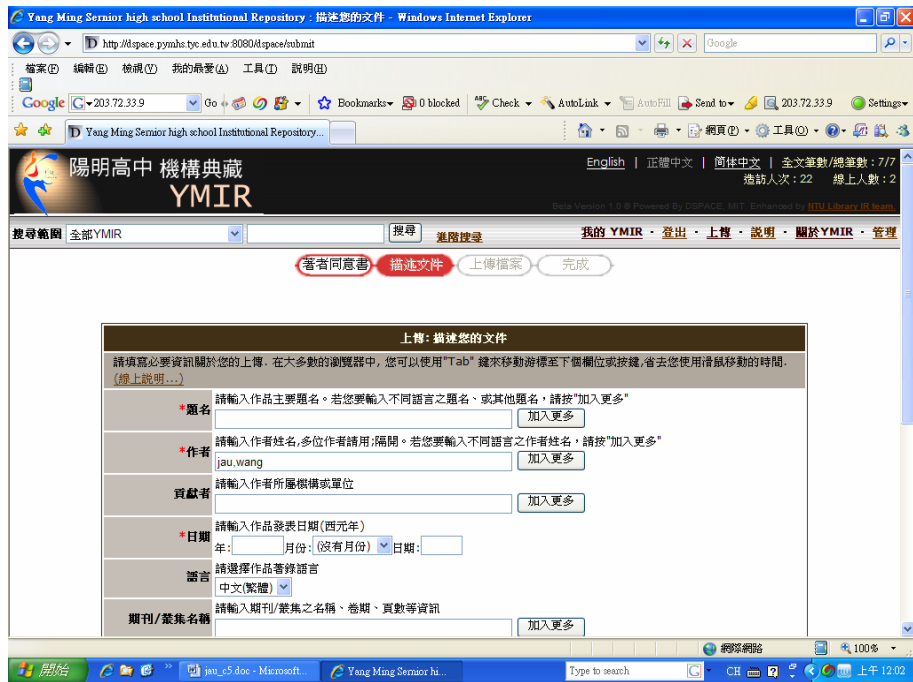 Yang Ming Sernior high school Institutional Repository : 描述您的文件 - Windows Internet Explorer
http://dspace.pymhs.tyc.edu.tw:8080/dspace/submit
Google
檔案(F) 編輯(E) 檢視(V) 我的最愛(A) 工具(T) 說明(H)
Google 203.72.33.9 Go Bookmarks 0 blocked Check AutoLink AutoFill Send to 203.72.33.9 Settings
Yang Ming Sernior high school Institutional Repository... 網頁(P) 工具(O)
陽明高中 機構典藏
YMIR
English | 正體中文 | 简体中文 | 全文筆數/總筆數 : 7/7
造訪人次 : 22 線上人數 : 2
Beta Version 1.0 @ Powered By DSPACE, MIT. Enhanced by NTU Library IR team.
搜尋範圍 全部YMIR 搜尋 進階搜尋 我的 YMIR ‧ 登出 ‧ 上傳 ‧ 說明 ‧ 關於YMIR ‧ 管理
著者同意書 描述文件 上傳檔案 完成
上傳: 描述您的文件
請填寫必要資訊關於您的上傳. 在大多數的瀏覽器中, 您可以使用"Tab" 鍵來移動游標至下個欄位或按鍵,省去您使用滑鼠移動的時間.
(線上說明...)
請輸入作品主要題名。若您要輸入不同語言之題名、或其他題名，請按"加入更多"
*題名 加入更多
請輸入作者姓名,多位作者請用;隔開。若您要輸入不同語言之作者姓名，請按"加入更多"
*作者 jau,wang 加入更多
請輸入作者所屬機構或單位
貢獻者 加入更多
請輸入作品發表日期(西元年)
*日期 年: 月份: (沒有月份) 日期:
請選擇作品著錄語言
語言 中文(繁體)
請輸入期刊/叢集之名稱、卷期、頁數等資訊
期刊/叢集名稱 加入更多
網際網路 100%
開始 jau_c5.doc - Microsoft... Yang Ming Sernior hi... Type to search CH 上午 12:02